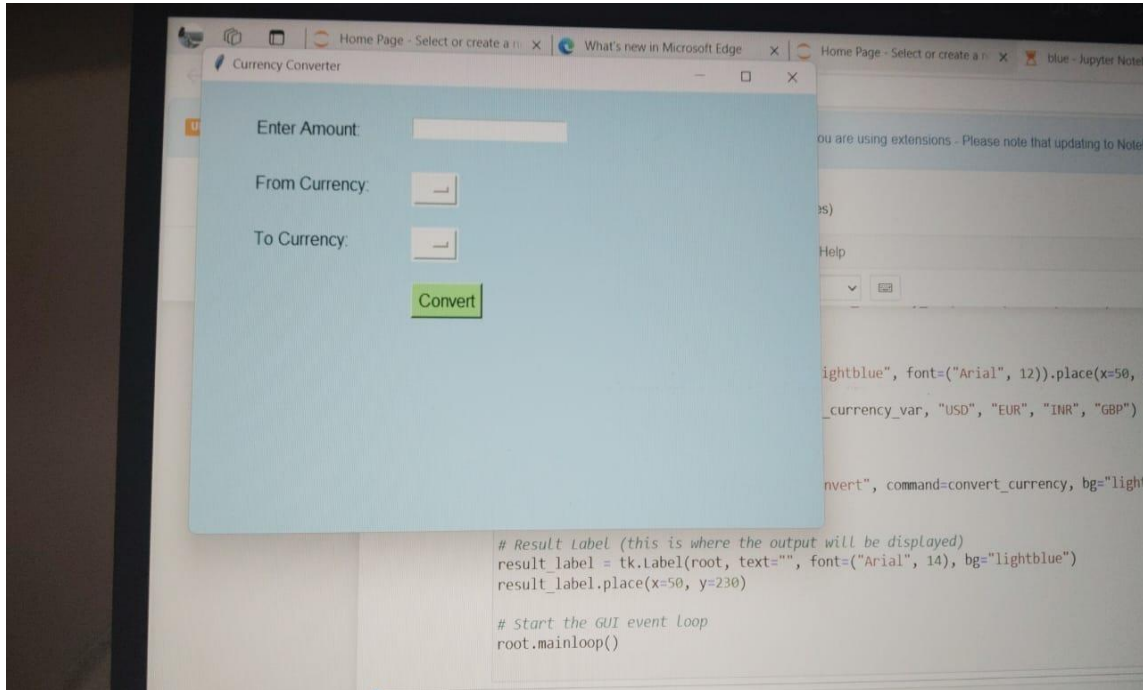 Home Page - Select or create a n
What's new in Microsoft Edge
Home Page - Select or create a n
blue - Jupyter Note
Currency Converter
Enter Amount:
From Currency:
To Currency:
Convert
ou are using extensions - Please note that updating to Note
es)
Help
ightblue", font=("Arial", 12)).place(x=50,
_currency_var, "USD", "EUR", "INR", "GBP")
nvert", command=convert_currency, bg="ligh
# Result Label (this is where the output will be displayed)
result_label = tk.Label(root, text="", font=("Arial", 14), bg="lightblue")
result_label.place(x=50, y=230)
# Start the GUI event loop
root.mainloop()